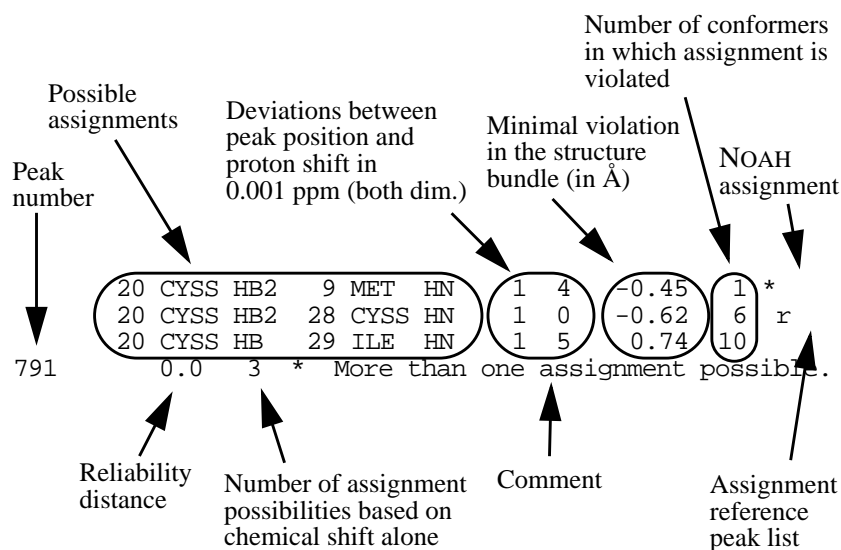 Number of conformers
in which assignment is
violated
Possible
assignments
Deviations between
peak position and
proton shift in
0.001 ppm (both dim.)
Minimal violation
in the structure
bundle (in Å)
NOAH
assignment
Peak
number
20 CYSS HB2 9 MET HN 1 4 -0.45 1 *
20 CYSS HB2 28 CYSS HN 1 0 -0.62 6 r
20 CYSS HB 29 ILE HN 1 5 0.74 10
791 0.0 3 * More than one assignment possible.
Reliability
distance
Number of assignment
possibilities based on
chemical shift alone
Comment
Assignment
reference
peak list